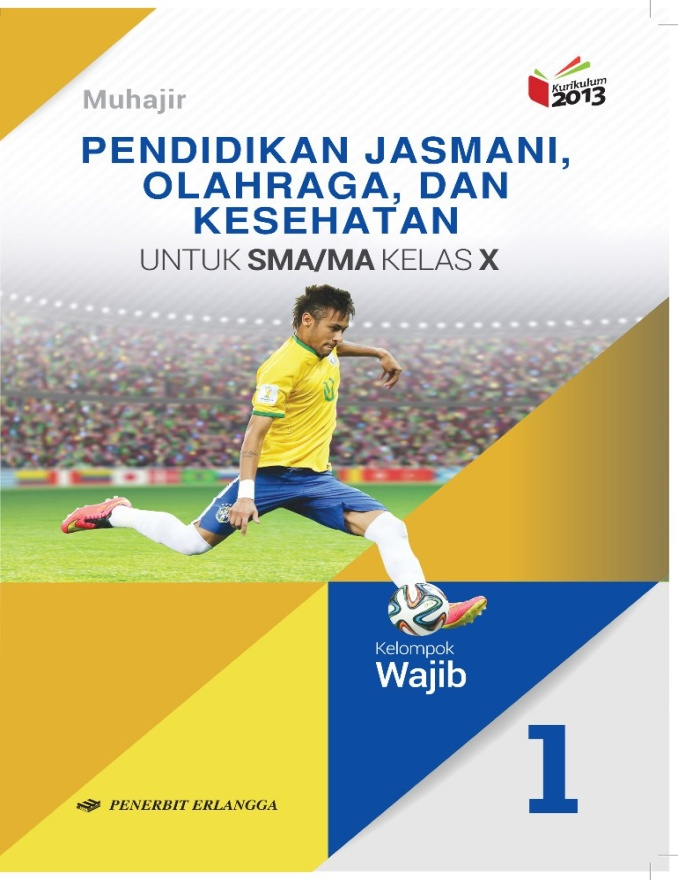 Muhajir
Kurikulum
2013
PENDIDIKAN JASMANI,
OLAHRAGA, DAN
KESEHATAN
UNTUK SMA/MA KELAS X
Kelompok
Wajib
1
PENERBIT ERLANGGA